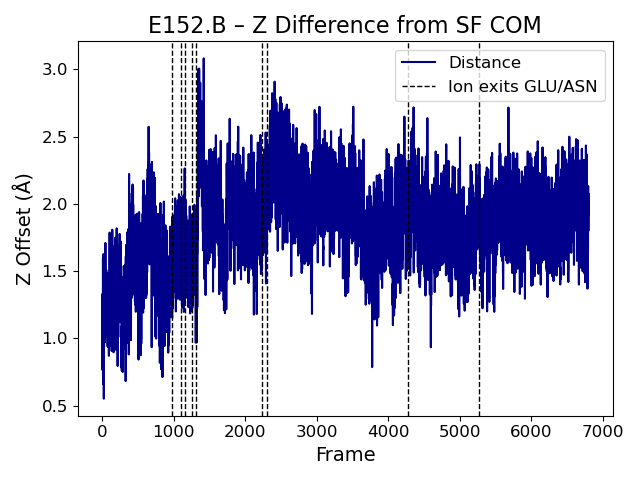 E152.B – Z Difference from SF COM
Distance
Ion exits GLU/ASN
Z Offset (Å)
3.0
2.5
2.0
1.5
1.0
0.5
0 1000 2000 3000 4000 5000 6000 7000
Frame